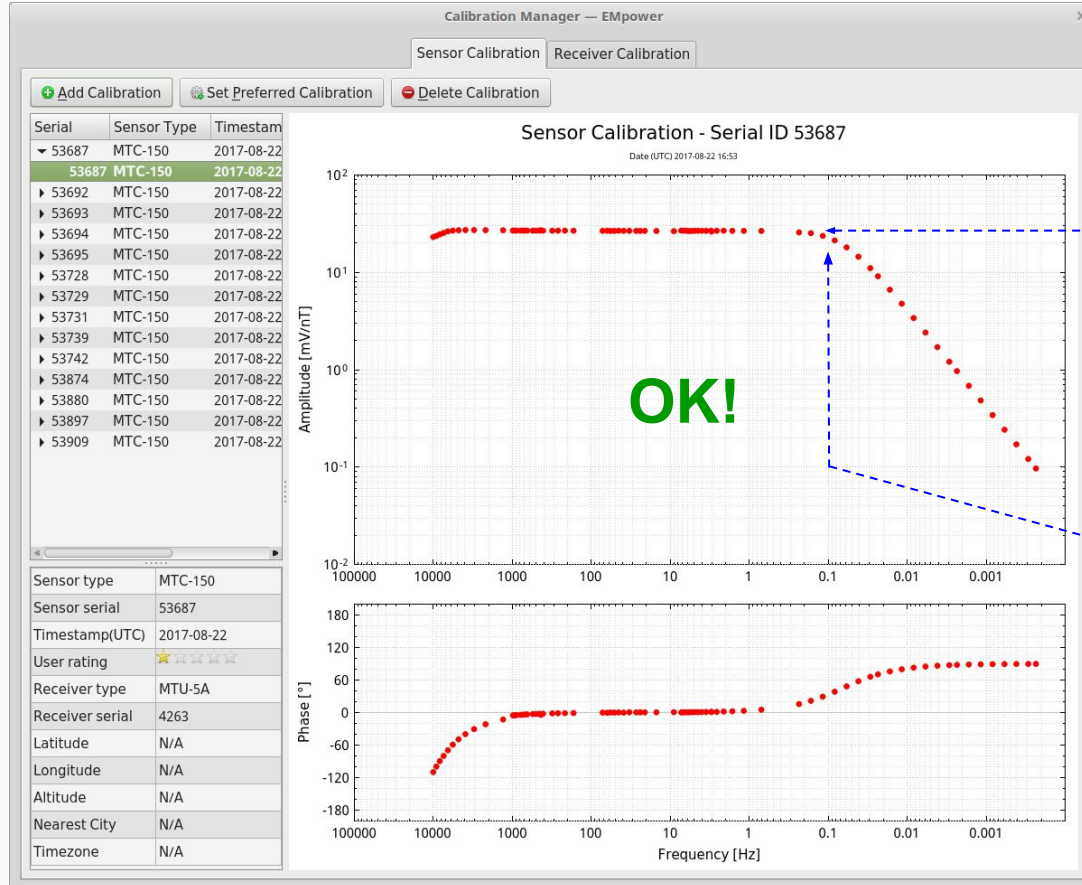 Calibration Manager — EMpower
Sensor Calibration Receiver Calibration
Add Calibration Set Preferred Calibration Delete Calibration
Serial Sensor Type Timestam
53687 MTC-150 2017-08-22
53687 MTC-150 2017-08-22
53692 MTC-150 2017-08-22
53693 MTC-150 2017-08-22
53694 MTC-150 2017-08-22
53695 MTC-150 2017-08-22
53728 MTC-150 2017-08-22
53729 MTC-150 2017-08-22
53731 MTC-150 2017-08-22
53739 MTC-150 2017-08-22
53742 MTC-150 2017-08-22
53874 MTC-150 2017-08-22
53880 MTC-150 2017-08-22
53897 MTC-150 2017-08-22
53909 MTC-150 2017-08-22
Sensor type MTC-150
Sensor serial 53687
Timestamp(UTC) 2017-08-22
User rating
Receiver type MTU-5A
Receiver serial 4263
Latitude N/A
Longitude N/A
Altitude N/A
Nearest City N/A
Timezone N/A
Sensor Calibration - Serial ID 53687
Date (UTC) 2017-08-22 16:53
Amplitude [mV/nT]
10²
10¹
10⁰
10⁻¹
10⁻²
OK!
100000 10000 1000 100 10 1 0.1 0.01 0.001
Phase [°]
180
120
60
0
-60
-120
-180
100000 10000 1000 100 10 1 0.1 0.01 0.001
Frequency [Hz]